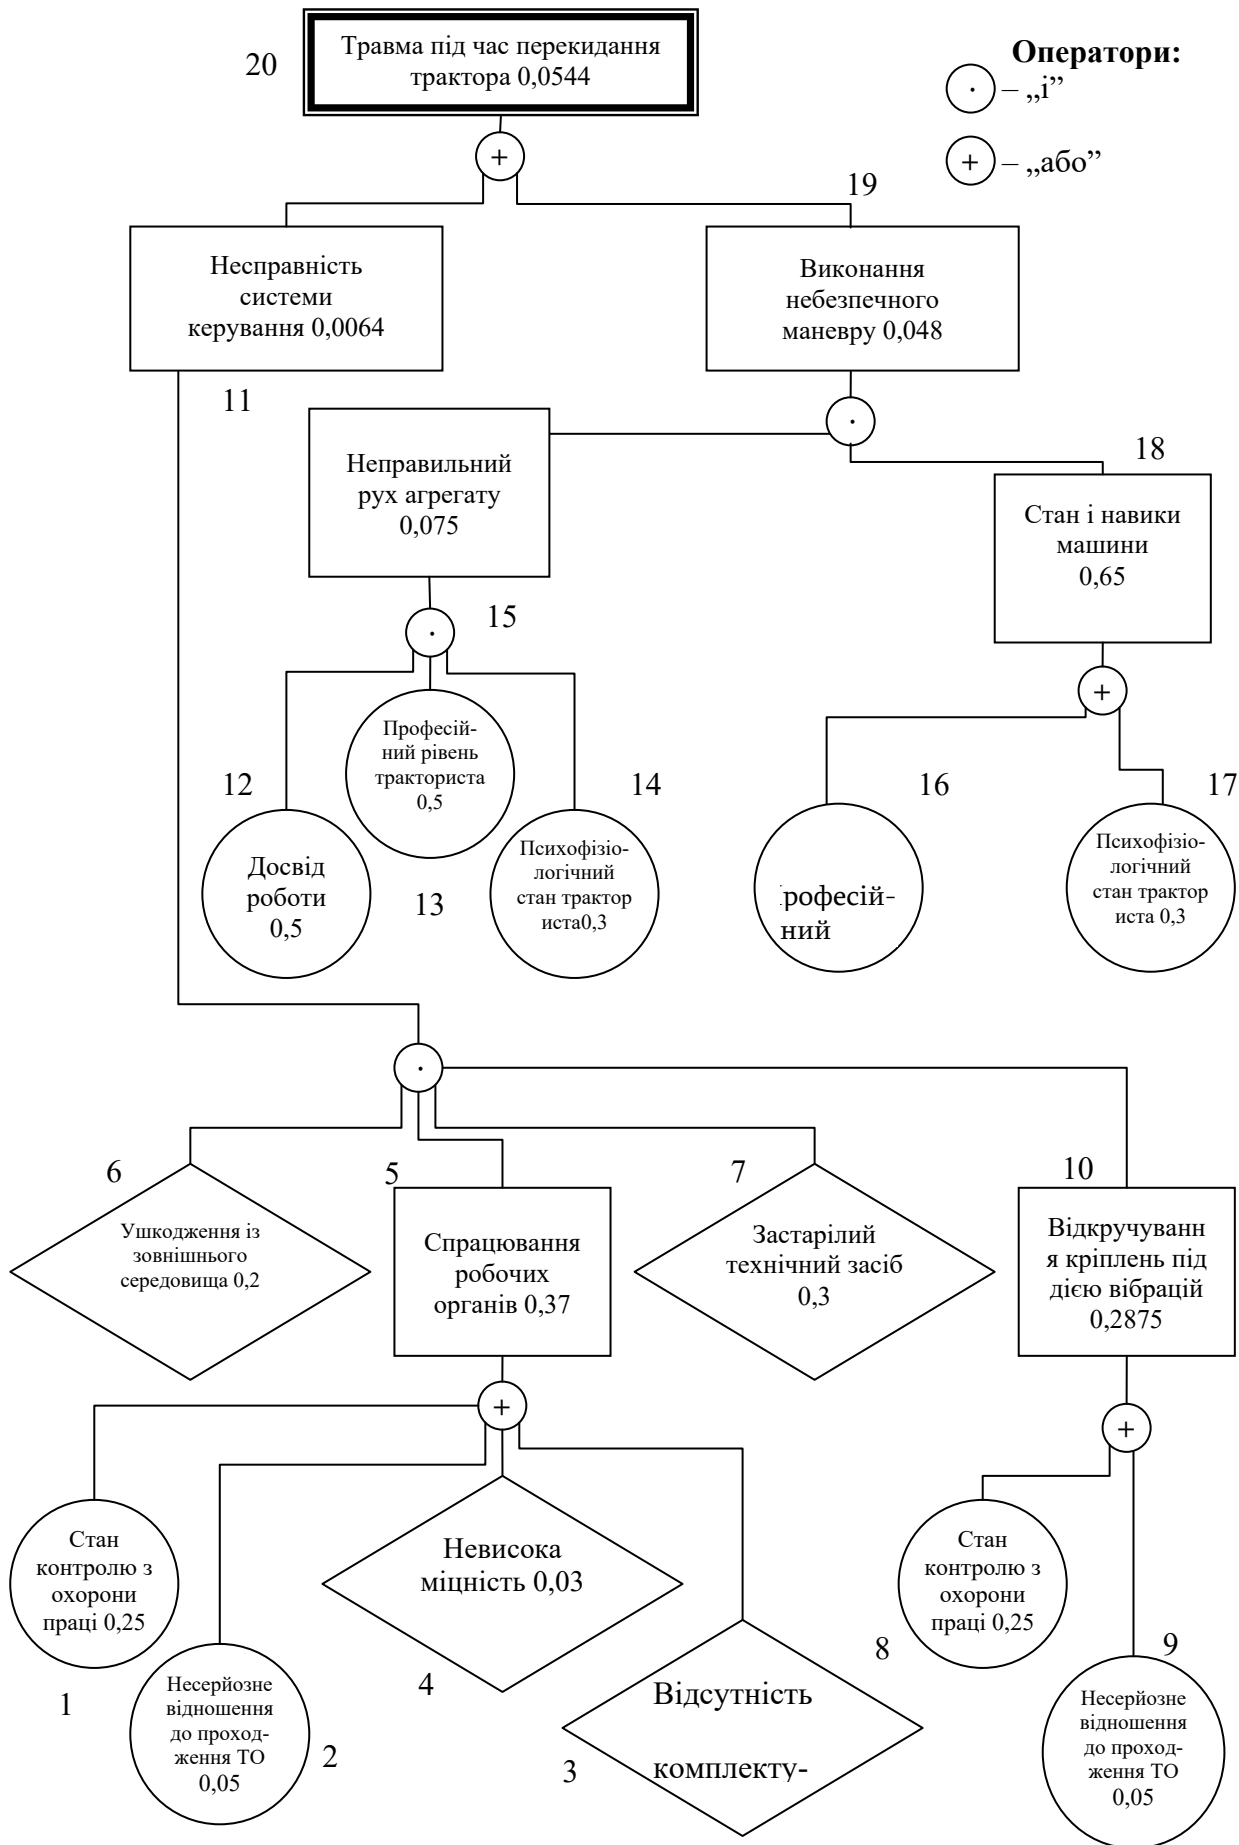 20
Травма під час перекидання
трактора 0,0544
Оператори:
· – „і”
+ – „або”
+
19
Несправність
системи
керування 0,0064
Виконання
небезпечного
маневру 0,048
11
·
Неправильний
рух агрегату
0,075
18
Стан і навики
машини
0,65
15
·
+
Професій-
ний рівень
тракториста
0,5
12
14
16
17
Досвід
роботи
0,5
13
Психофізіо-
логічний
стан трактор
иста0,3
рофесій-
ний
Психофізіо-
логічний
стан трактор
иста 0,3
·
6
5
7
10
Ушкодження із
зовнішнього
середовища 0,2
Спрацювання
робочих
органів 0,37
Застарілий
технічний засіб
0,3
Відкручуванн
я кріплень під
дією вібрацій
0,2875
+
+
Стан
контролю з
охорони
праці 0,25
Невисока
міцність 0,03
Стан
контролю з
охорони
праці 0,25
1
Несерйозне
відношення
до проход-
ження ТО
0,05
2
4
3
Відсутність
комплекту-
8
9
Несерйозне
відношення
до проход-
ження ТО
0,05